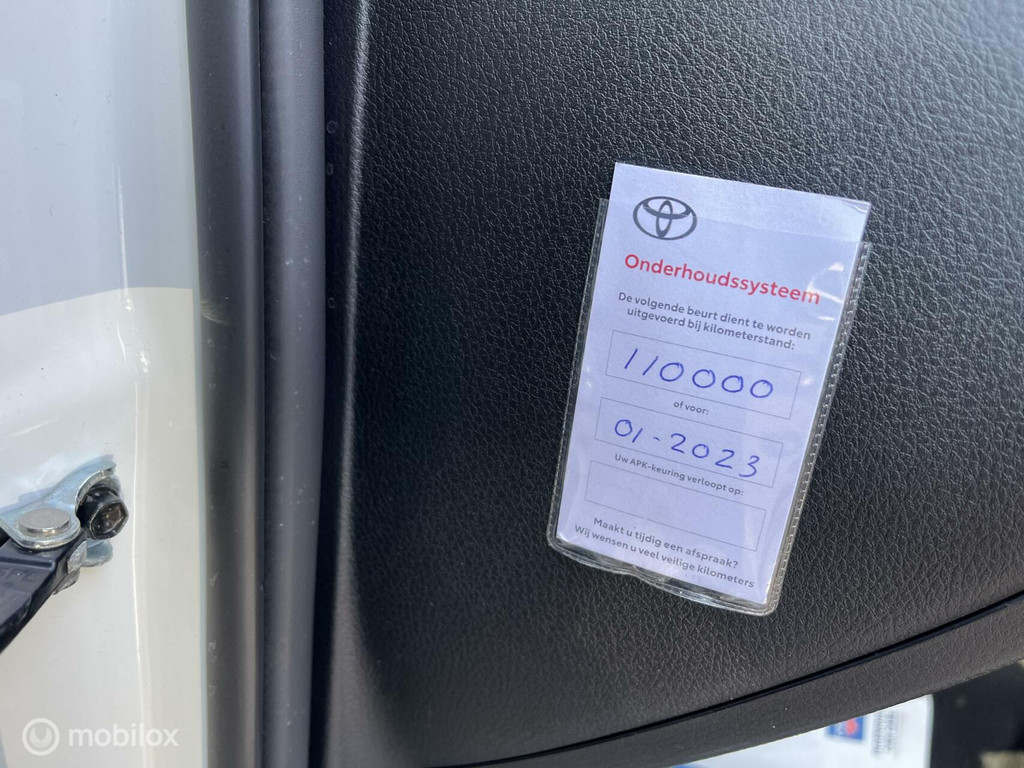 Onderhoudssysteem
De volgende beurt dient te worden
uitgevoerd bij kilometerstand:
110000
of voor:
01-2023
Uw APK-keuring verloopt op:
Maakt u tijdig een afspraak?
Wij wensen u veel veilige kilometers
mobilox